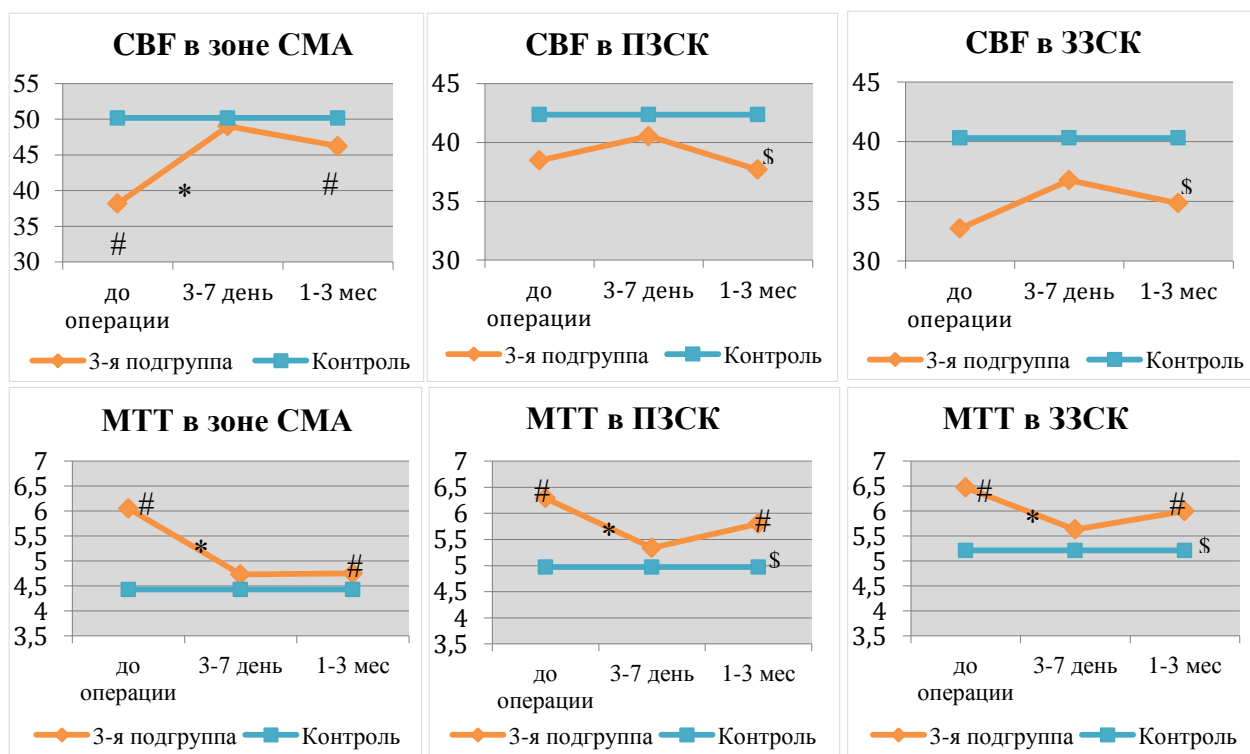 CBF в зоне СМА
55
50
45
40
35
30
#
*
#
до операции
3-7 день
1-3 мес
3-я подгруппа
Контроль
CBF в ПЗСК
45
40
35
30
$
до операции
3-7 день
1-3 мес
3-я подгруппа
Контроль
CBF в ЗЗСК
45
40
35
30
$
до операции
3-7 день
1-3 мес
3-я подгруппа
Контроль
МТТ в зоне СМА
7
6,5
6
5,5
5
4,5
4
3,5
#
*
#
до операции
3-7 день
1-3 мес
3-я подгруппа
Контроль
МТТ в ПЗСК
7
6,5
6
5,5
5
4,5
4
3,5
#
*
#
$
до операции
3-7 день
1-3 мес
3-я подгруппа
Контроль
МТТ в ЗЗСК
7
6,5
6
5,5
5
4,5
4
3,5
#
*
#
$
до операции
3-7 день
1-3 мес
3-я подгруппа
Контроль